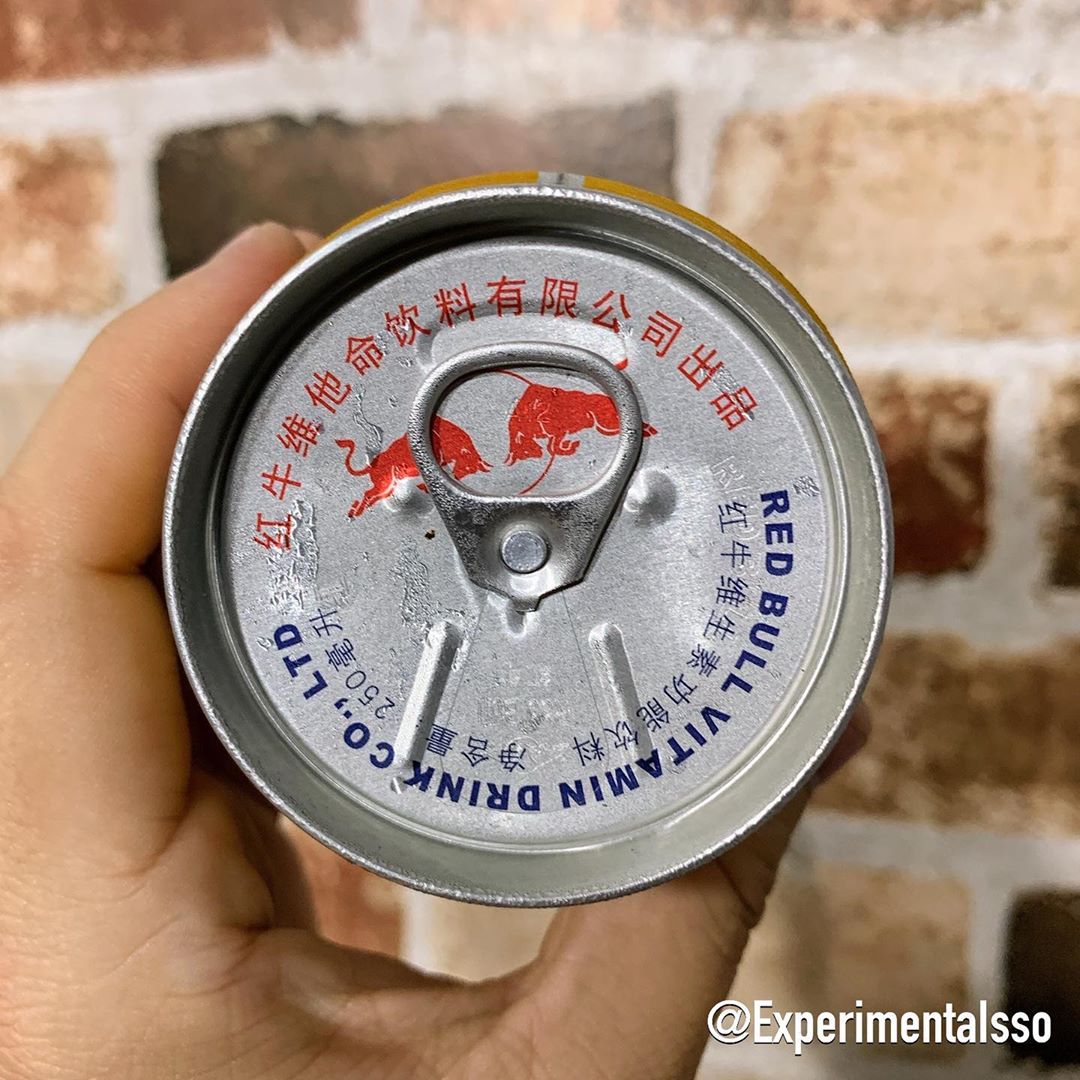 红牛维他命饮料有限公司出品
RED BULL VITAMIN DRINK CO., LTD
红牛维生素功能饮料
净含量 250毫升
@Experimentalsso